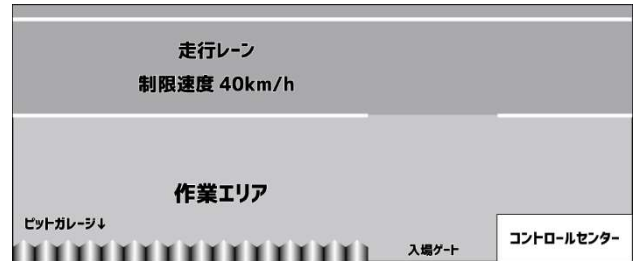 走行レーン
制限速度 40km/h
作業エリア
ピットガレージ↓
入場ゲート
コントロールセンター